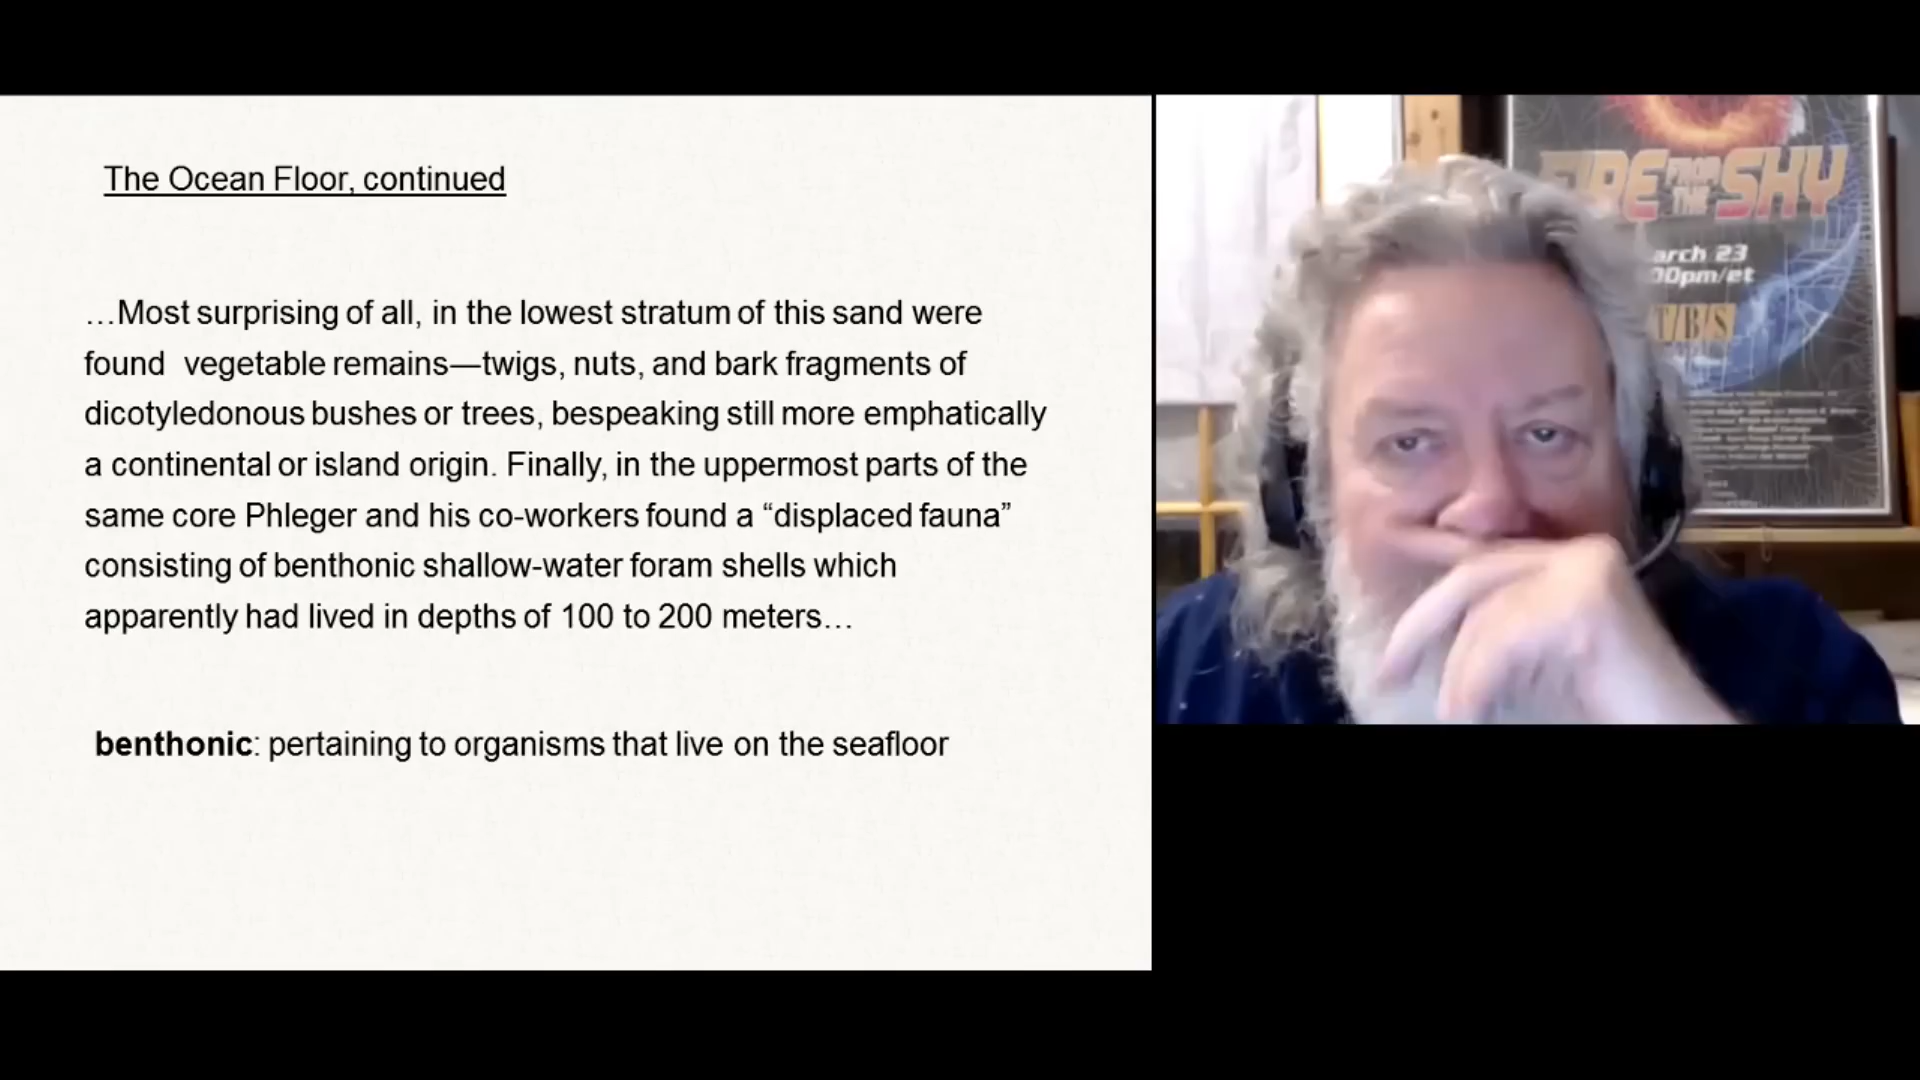 The Ocean Floor, continued
…Most surprising of all, in the lowest stratum of this sand were
found vegetable remains—twigs, nuts, and bark fragments of
dicotyledonous bushes or trees, bespeaking still more emphatically
a continental or island origin. Finally, in the uppermost parts of the
same core Phleger and his co-workers found a “displaced fauna”
consisting of benthonic shallow-water foram shells which
apparently had lived in depths of 100 to 200 meters…
benthonic: pertaining to organisms that live on the seafloor
FIRE FROM THE SKY
arch 23
00pm/et
T/B/S